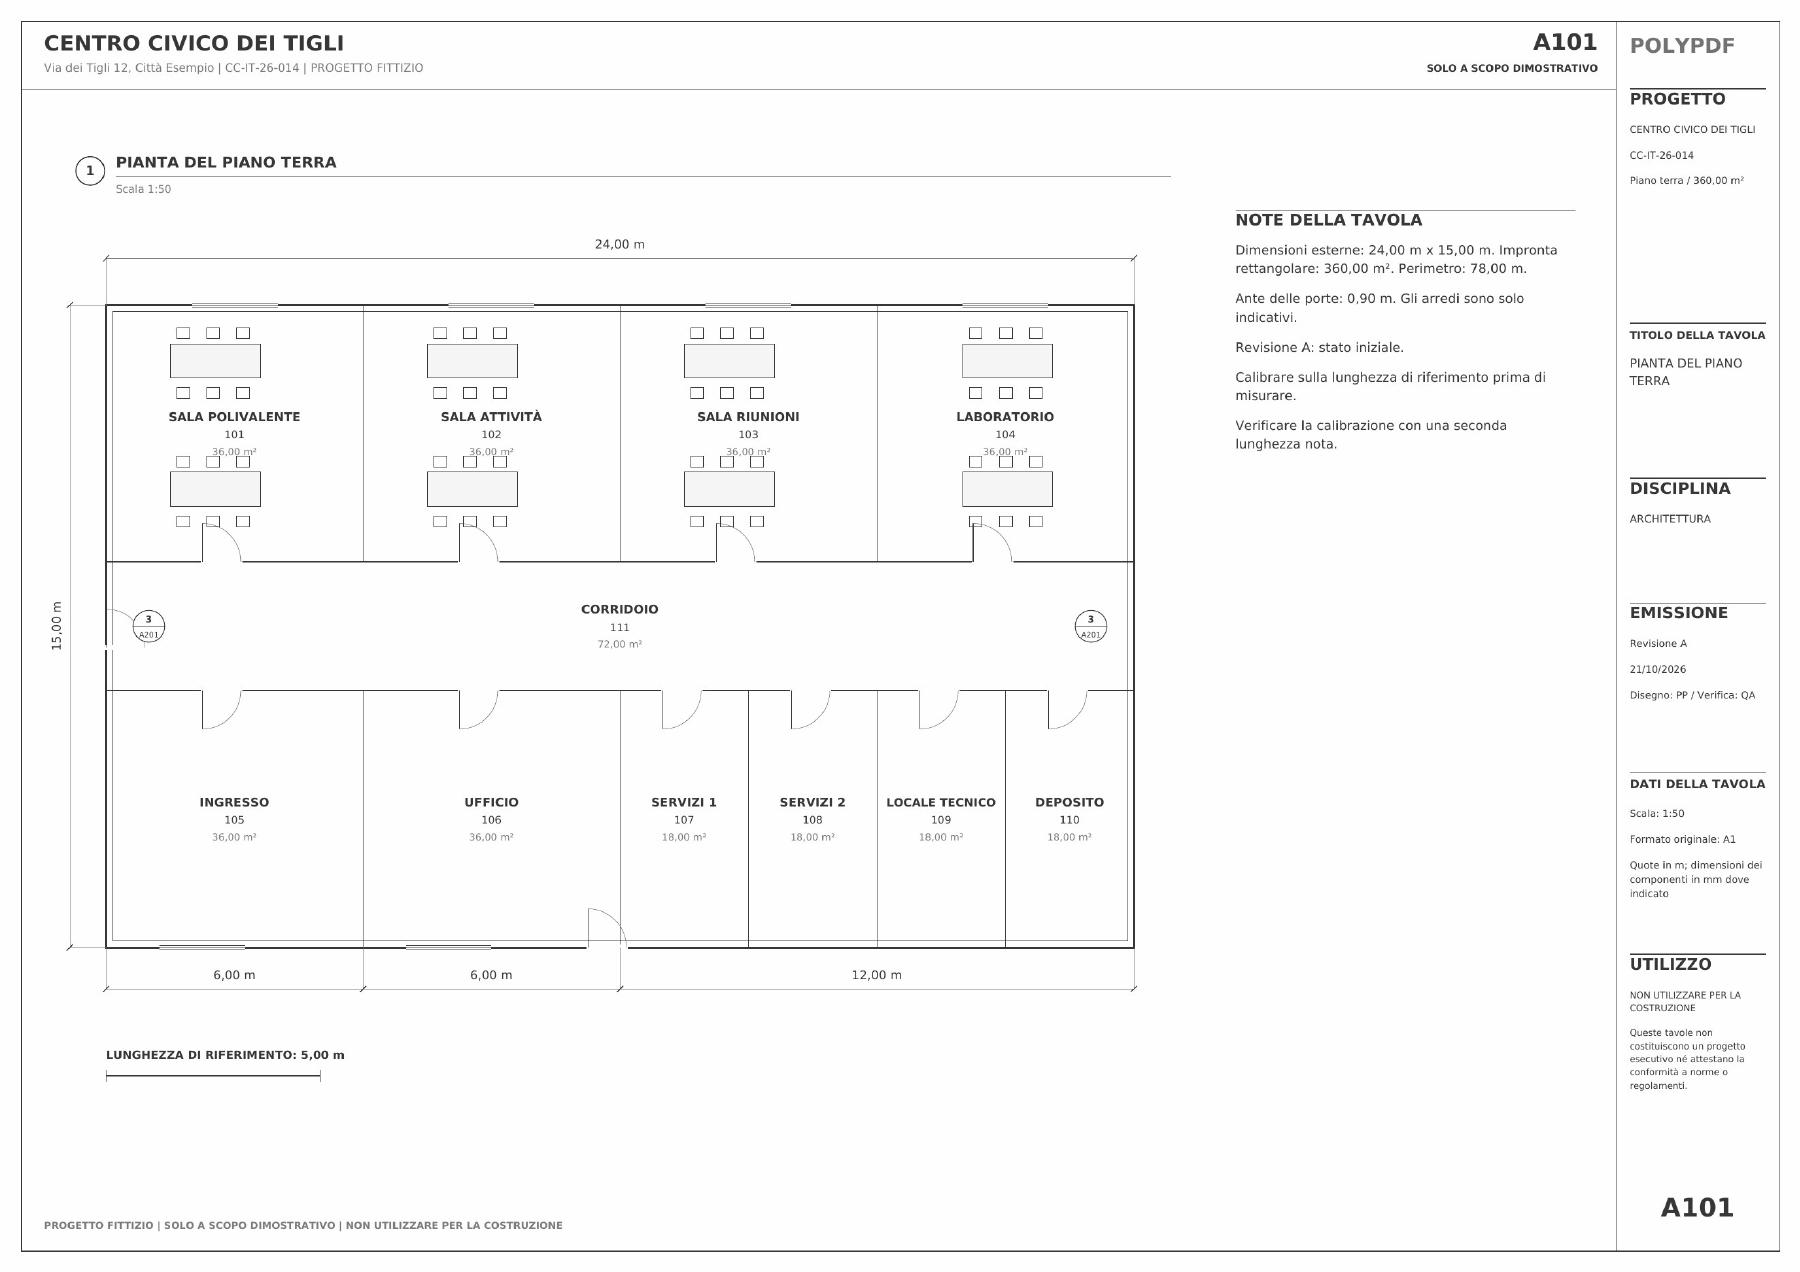 CENTRO CIVICO DEI TIGLI
Via dei Tigli 12, Città Esempio | CC-IT-26-014 | PROGETTO FITTIZIO
A101
SOLO A SCOPO DIMOSTRATIVO
1
PIANTA DEL PIANO TERRA
Scala 1:50
24,00 m
15,00 m
SALA POLIVALENTE
101
36,00 m²
SALA ATTIVITÀ
102
36,00 m²
SALA RIUNIONI
103
36,00 m²
LABORATORIO
104
36,00 m²
3
A201
CORRIDOIO
111
72,00 m²
3
A201
INGRESSO
105
36,00 m²
UFFICIO
106
36,00 m²
SERVIZI 1
107
18,00 m²
SERVIZI 2
108
18,00 m²
LOCALE TECNICO
109
18,00 m²
DEPOSITO
110
18,00 m²
6,00 m
6,00 m
12,00 m
LUNGHEZZA DI RIFERIMENTO: 5,00 m
NOTE DELLA TAVOLA
Dimensioni esterne: 24,00 m x 15,00 m. Impronta
rettangolare: 360,00 m². Perimetro: 78,00 m.
Ante delle porte: 0,90 m. Gli arredi sono solo
indicativi.
Revisione A: stato iniziale.
Calibrare sulla lunghezza di riferimento prima di
misurare.
Verificare la calibrazione con una seconda
lunghezza nota.
POLYPDF
PROGETTO
CENTRO CIVICO DEI TIGLI
CC-IT-26-014
Piano terra / 360,00 m²
TITOLO DELLA TAVOLA
PIANTA DEL PIANO
TERRA
DISCIPLINA
ARCHITETTURA
EMISSIONE
Revisione A
21/10/2026
Disegno: PP / Verifica: QA
DATI DELLA TAVOLA
Scala: 1:50
Formato originale: A1
Quote in m; dimensioni dei
componenti in mm dove
indicato
UTILIZZO
NON UTILIZZARE PER LA
COSTRUZIONE
Queste tavole non
costituiscono un progetto
esecutivo né attestano la
conformità a norme o
regolamenti.
A101
PROGETTO FITTIZIO | SOLO A SCOPO DIMOSTRATIVO | NON UTILIZZARE PER LA COSTRUZIONE